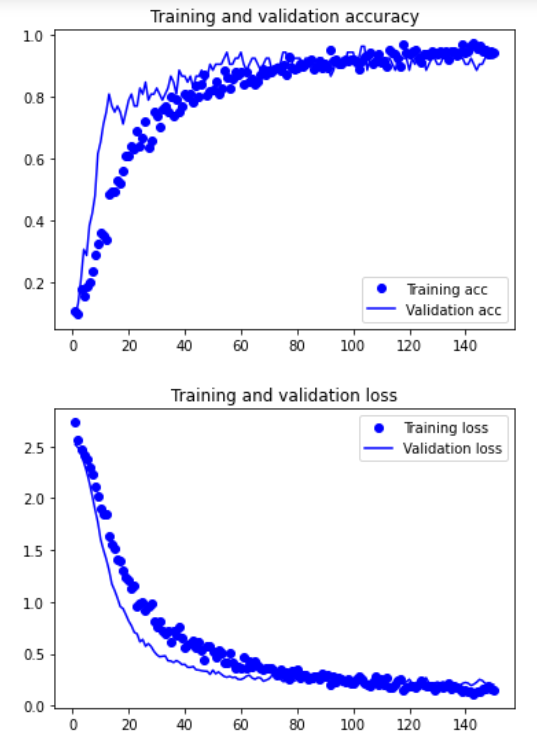 Training and validation accuracy
1.0
0.8
0.6
0.4
0.2
Training acc
Validation acc
0 20 40 60 80 100 120 140
Training and validation loss
Training loss
Validation loss
2.5
2.0
1.5
1.0
0.5
0.0
0 20 40 60 80 100 120 140